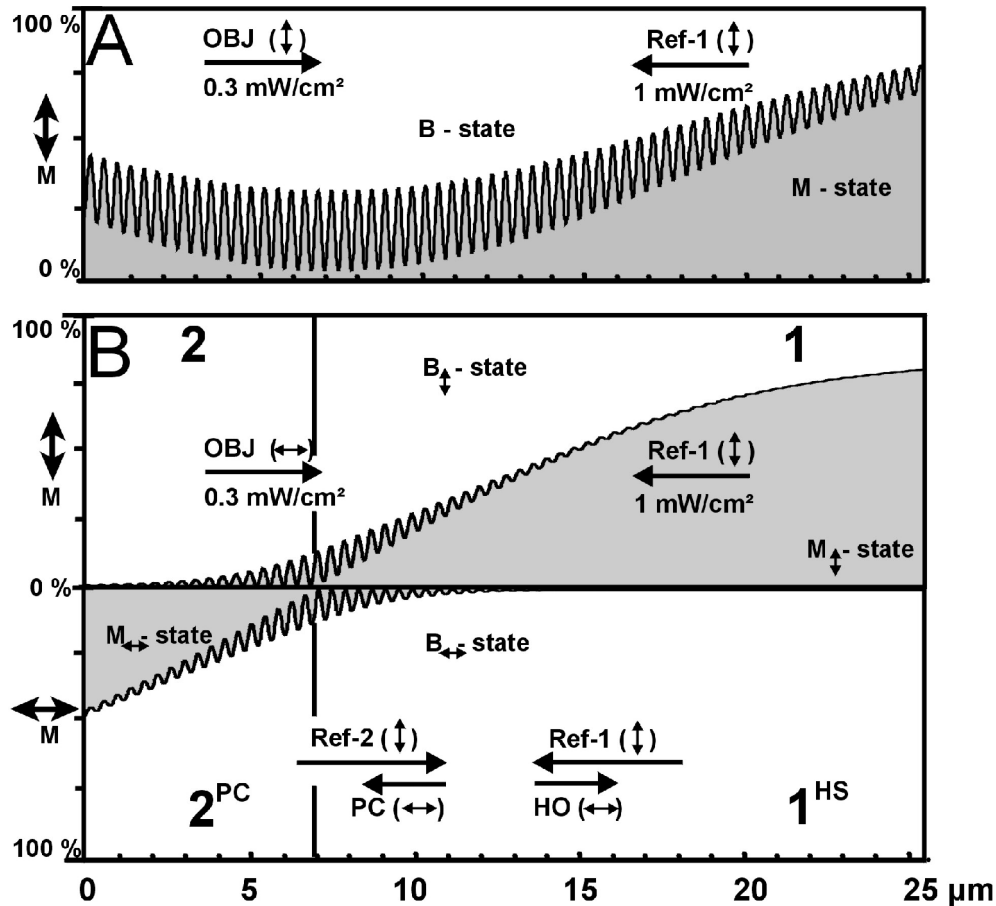 100 %
A
OBJ (↕)
0.3 mW/cm²
Ref-1 (↕)
1 mW/cm²
B - state
M
M - state
0 %
100 %
B
2
1
B↕ - state
OBJ (↔)
0.3 mW/cm²
Ref-1 (↕)
1 mW/cm²
M
M↕ - state
0 %
M↔ - state
B↔ - state
M
Ref-2 (↕)
Ref-1 (↕)
PC (↔)
HO (↔)
2PC
1HS
100 %
0 5 10 15 20 25 µm